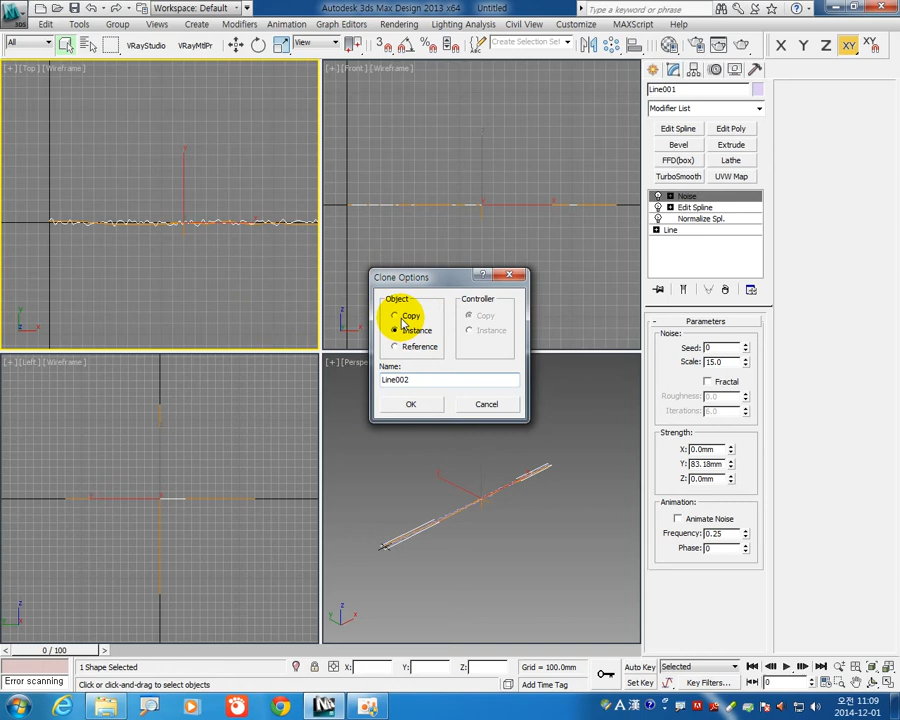 Workspace: Default
Autodesk 3ds Max Design 2013 x64 Untitled
Type a keyword or phrase
3DS
Edit Tools Group Views Create Modifiers Animation Graph Editors Rendering Lighting Analysis Civil View Customize MAXScript Help
All
VRayStudio
VRayMtlPr
View
3
Create Selection Set
X Y Z XY XY
[+] [Top] [Wireframe]
[+] [Front] [Wireframe]
[+] [Left] [Wireframe]
Line001
Modifier List
Edit Spline Edit Poly
Bevel Extrude
FFD(box) Lathe
TurboSmooth UVW Map
Noise
Edit Spline
Normalize Spl.
Line
Clone Options
Object
Copy
Instance
Reference
Controller
Copy
Instance
Name:
Line002
OK Cancel
Parameters
Noise:
Seed: 0
Scale: 15.0
Fractal
Roughness: 0.0
Iterations: 6.0
Strength:
X: 0.0mm
Y: 83.18mm
Z: 0.0mm
Animation:
Animate Noise
Frequency: 0.25
Phase: 0
0 / 100
1 Shape Selected
X: Y: Z:
Grid = 100.0mm
Auto Key
Selected
Error scanning
Click or click-and-drag to select objects
Add Time Tag
Set Key
Key Filters...
0
A 漢
오전 11:09
2014-12-01